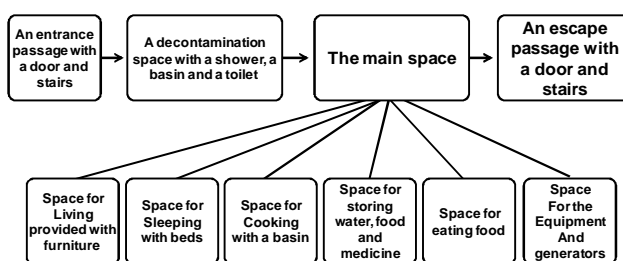 An entrance
passage with
a door and
stairs
A decontamination
space with a shower, a
basin and a toilet
The main space
An escape
passage with
a door and
stairs
Space for
Living
provided with
furniture
Space for
Sleeping
with beds
Space for
Cooking
with a basin
Space for
storing
water, food
and
medicine
Space for
eating food
Space
For the
Equipment
And
generators